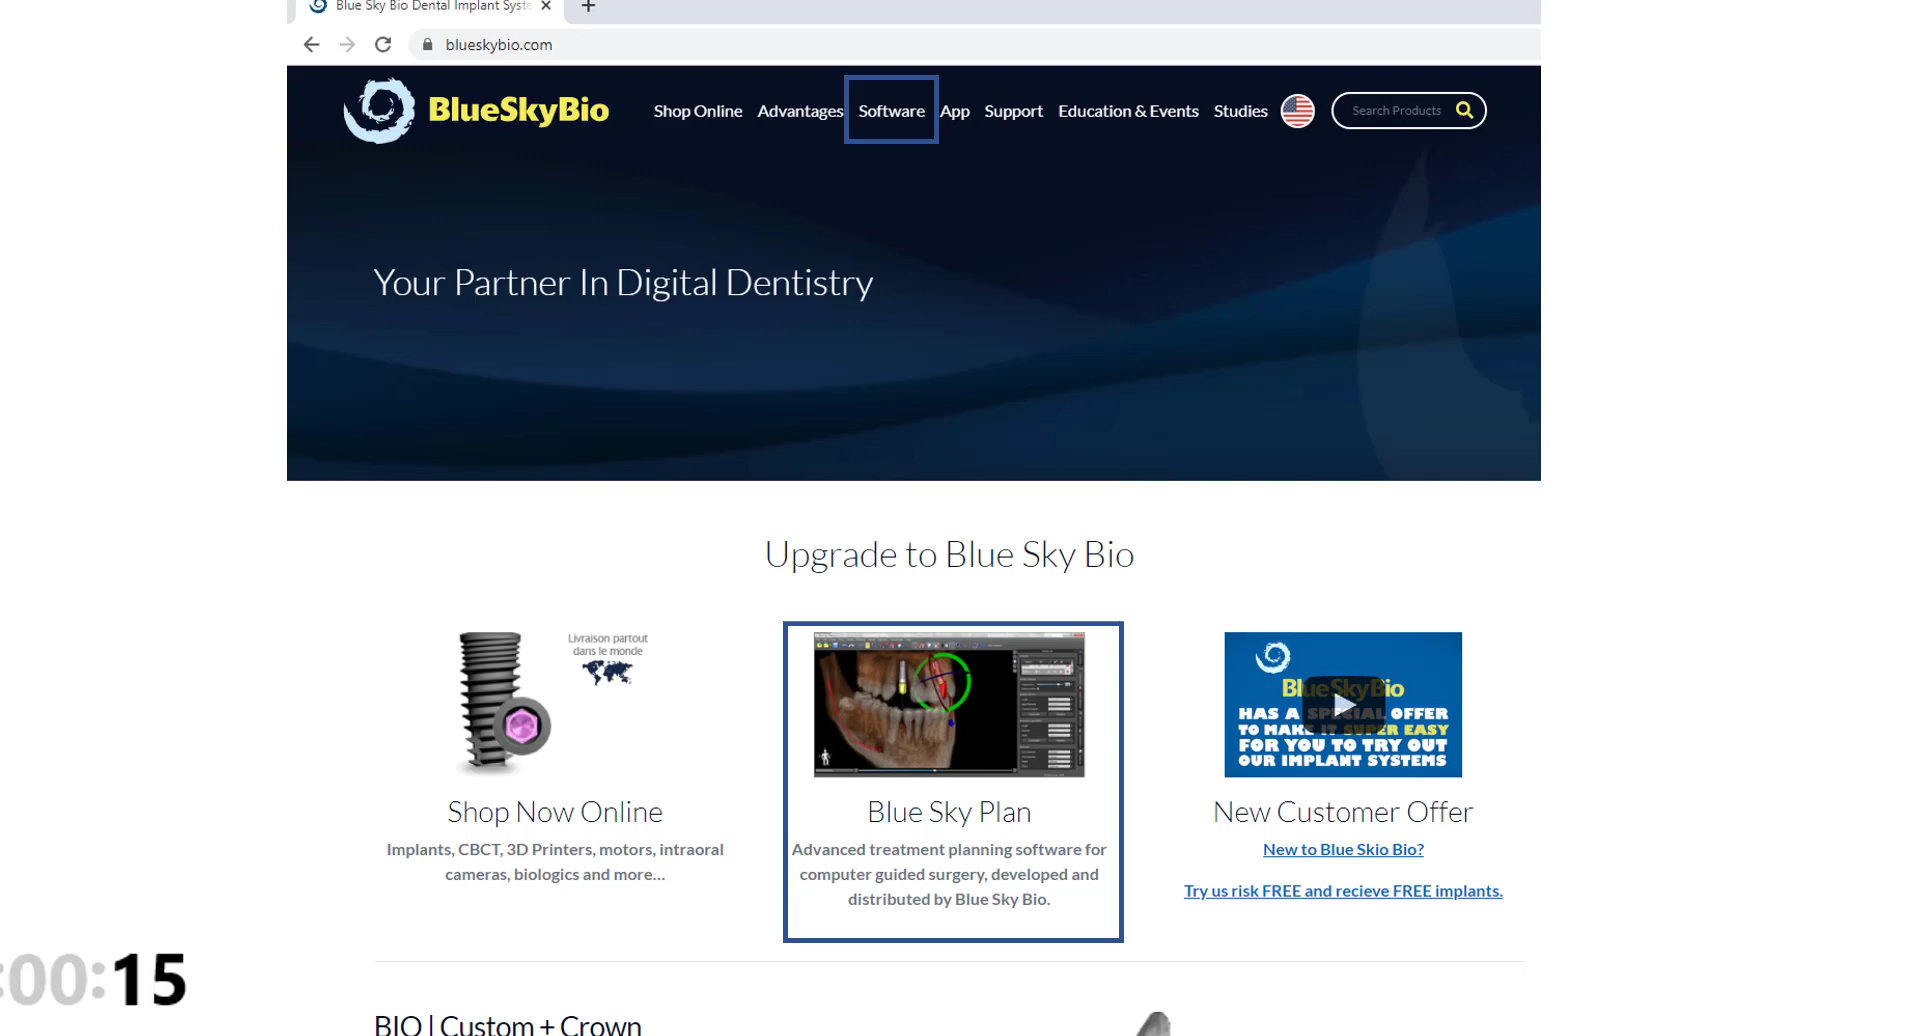 Blue Sky Bio Dental Implant Syste
blueskybio.com
BlueSkyBio
Shop Online Advantages Software App Support Education & Events Studies Search Products
Your Partner In Digital Dentistry
Upgrade to Blue Sky Bio
Livraison partout
dans le monde
BlueSkyBio
HAS A SPECIAL OFFER
TO MAKE IT SUPER EASY
FOR YOU TO TRY OUT
OUR IMPLANT SYSTEMS
Shop Now Online
Implants, CBCT, 3D Printers, motors, intraoral
cameras, biologics and more...
Blue Sky Plan
Advanced treatment planning software for
computer guided surgery, developed and
distributed by Blue Sky Bio.
New Customer Offer
New to Blue Skio Bio?
Try us risk FREE and recieve FREE implants.
:00:15
BIO | Custom + Crown